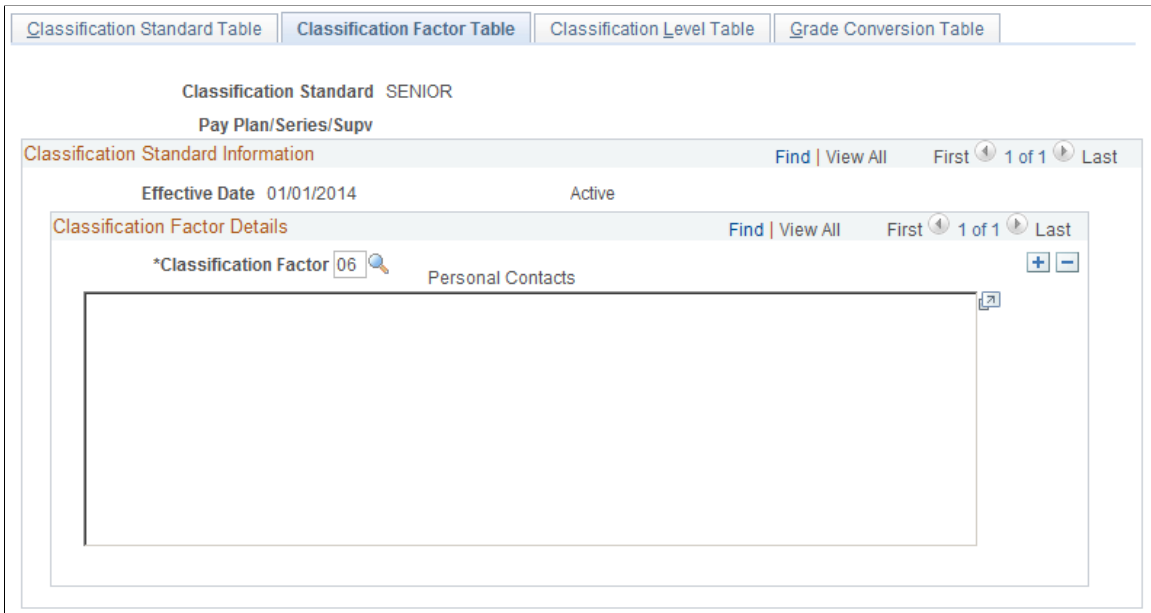 Classification Standard Table Classification Factor Table Classification Level Table Grade Conversion Table
Classification Standard SENIOR
Pay Plan/Series/Supv
Classification Standard Information Find | View All First 1 of 1 Last
Effective Date 01/01/2014 Active
Classification Factor Details Find | View All First 1 of 1 Last
*Classification Factor 06
Personal Contacts